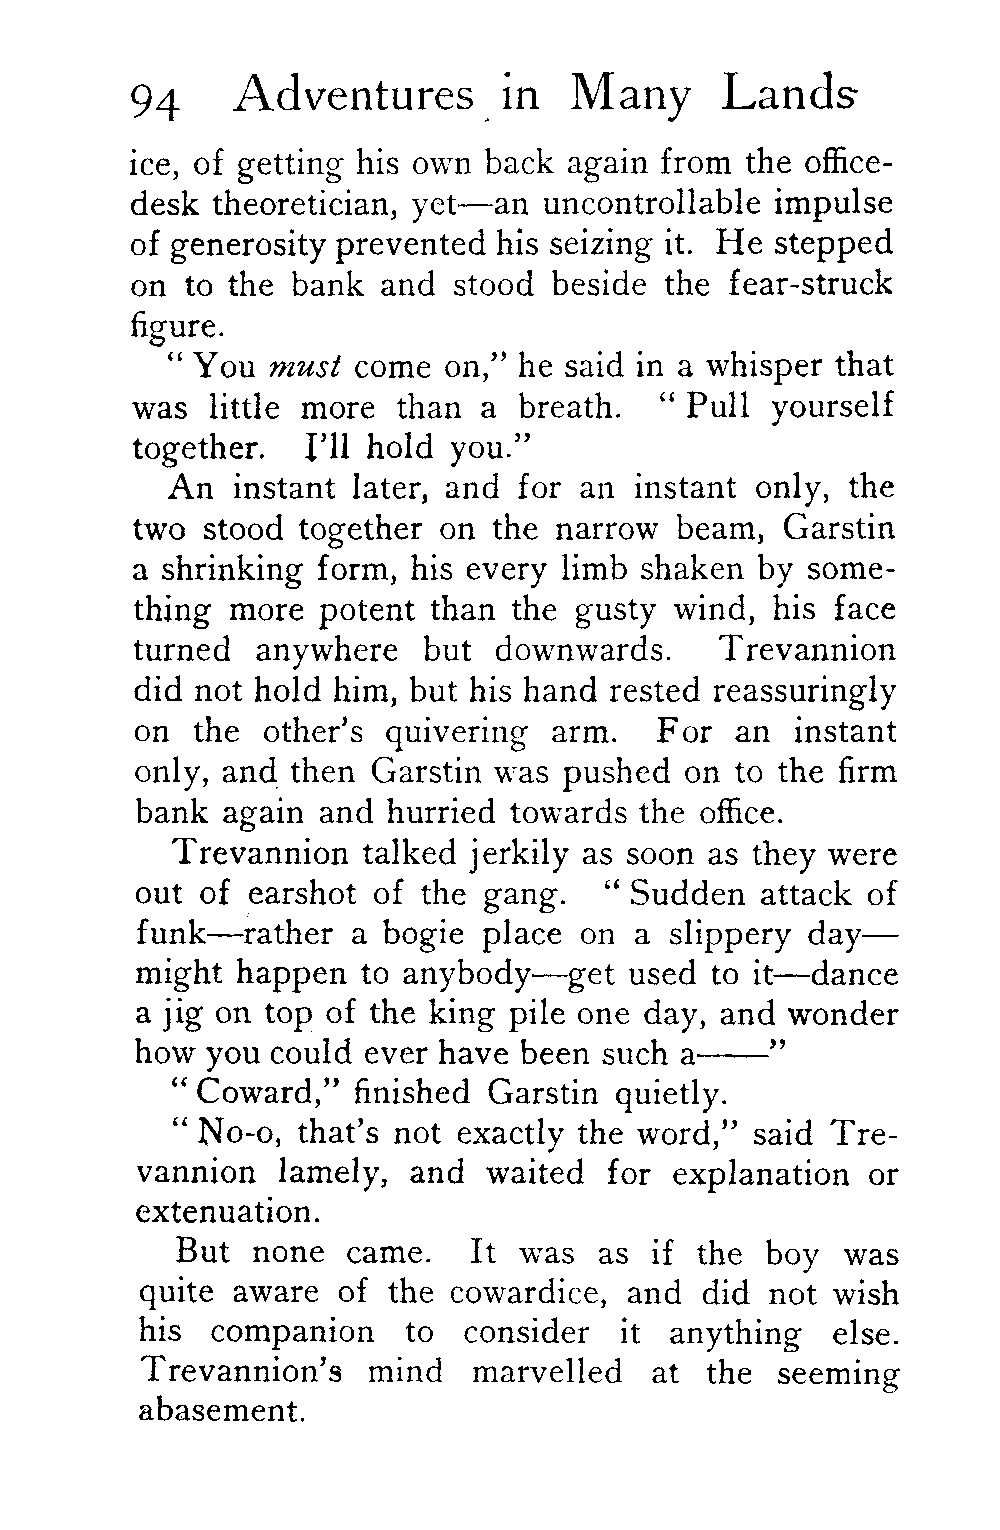 94 Adventures in Many Lands
ice, of getting his own back again from the office-
desk theoretician, yet—an uncontrollable impulse
of generosity prevented his seizing it. He stepped
on to the bank and stood beside the fear-struck
figure.
“ You must come on,” he said in a whisper that
was little more than a breath. “ Pull yourself
together. I’ll hold you.”
An instant later, and for an instant only, the
two stood together on the narrow beam, Garstin
a shrinking form, his every limb shaken by some-
thing more potent than the gusty wind, his face
turned anywhere but downwards. Trevannion
did not hold him, but his hand rested reassuringly
on the other’s quivering arm. For an instant
only, and then Garstin was pushed on to the firm
bank again and hurried towards the office.
Trevannion talked jerkily as soon as they were
out of earshot of the gang. “ Sudden attack of
funk—rather a bogie place on a slippery day—
might happen to anybody—get used to it—dance
a jig on top of the king pile one day, and wonder
how you could ever have been such a——”
“ Coward,” finished Garstin quietly.
“ No-o, that’s not exactly the word,” said Tre-
vannion lamely, and waited for explanation or
extenuation.
But none came. It was as if the boy was
quite aware of the cowardice, and did not wish
his companion to consider it anything else.
Trevannion’s mind marvelled at the seeming
abasement.